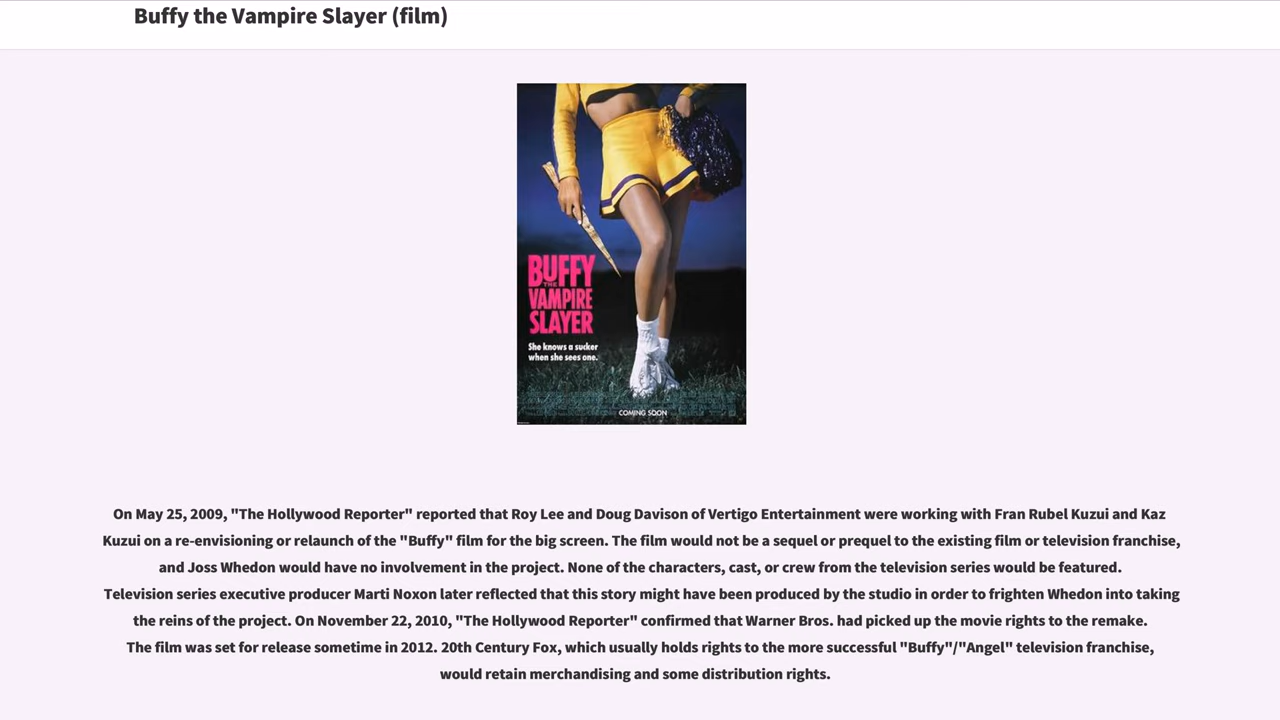 Buffy the Vampire Slayer (film)
BUFFY
THE
VAMPIRE
SLAYER
She knows a sucker
when she sees one.
COMING SOON
On May 25, 2009, "The Hollywood Reporter" reported that Roy Lee and Doug Davison of Vertigo Entertainment were working with Fran Rubel Kuzui and Kaz
Kuzui on a re-envisioning or relaunch of the "Buffy" film for the big screen. The film would not be a sequel or prequel to the existing film or television franchise,
and Joss Whedon would have no involvement in the project. None of the characters, cast, or crew from the television series would be featured.
Television series executive producer Marti Noxon later reflected that this story might have been produced by the studio in order to frighten Whedon into taking
the reins of the project. On November 22, 2010, "The Hollywood Reporter" confirmed that Warner Bros. had picked up the movie rights to the remake.
The film was set for release sometime in 2012. 20th Century Fox, which usually holds rights to the more successful "Buffy"/"Angel" television franchise,
would retain merchandising and some distribution rights.